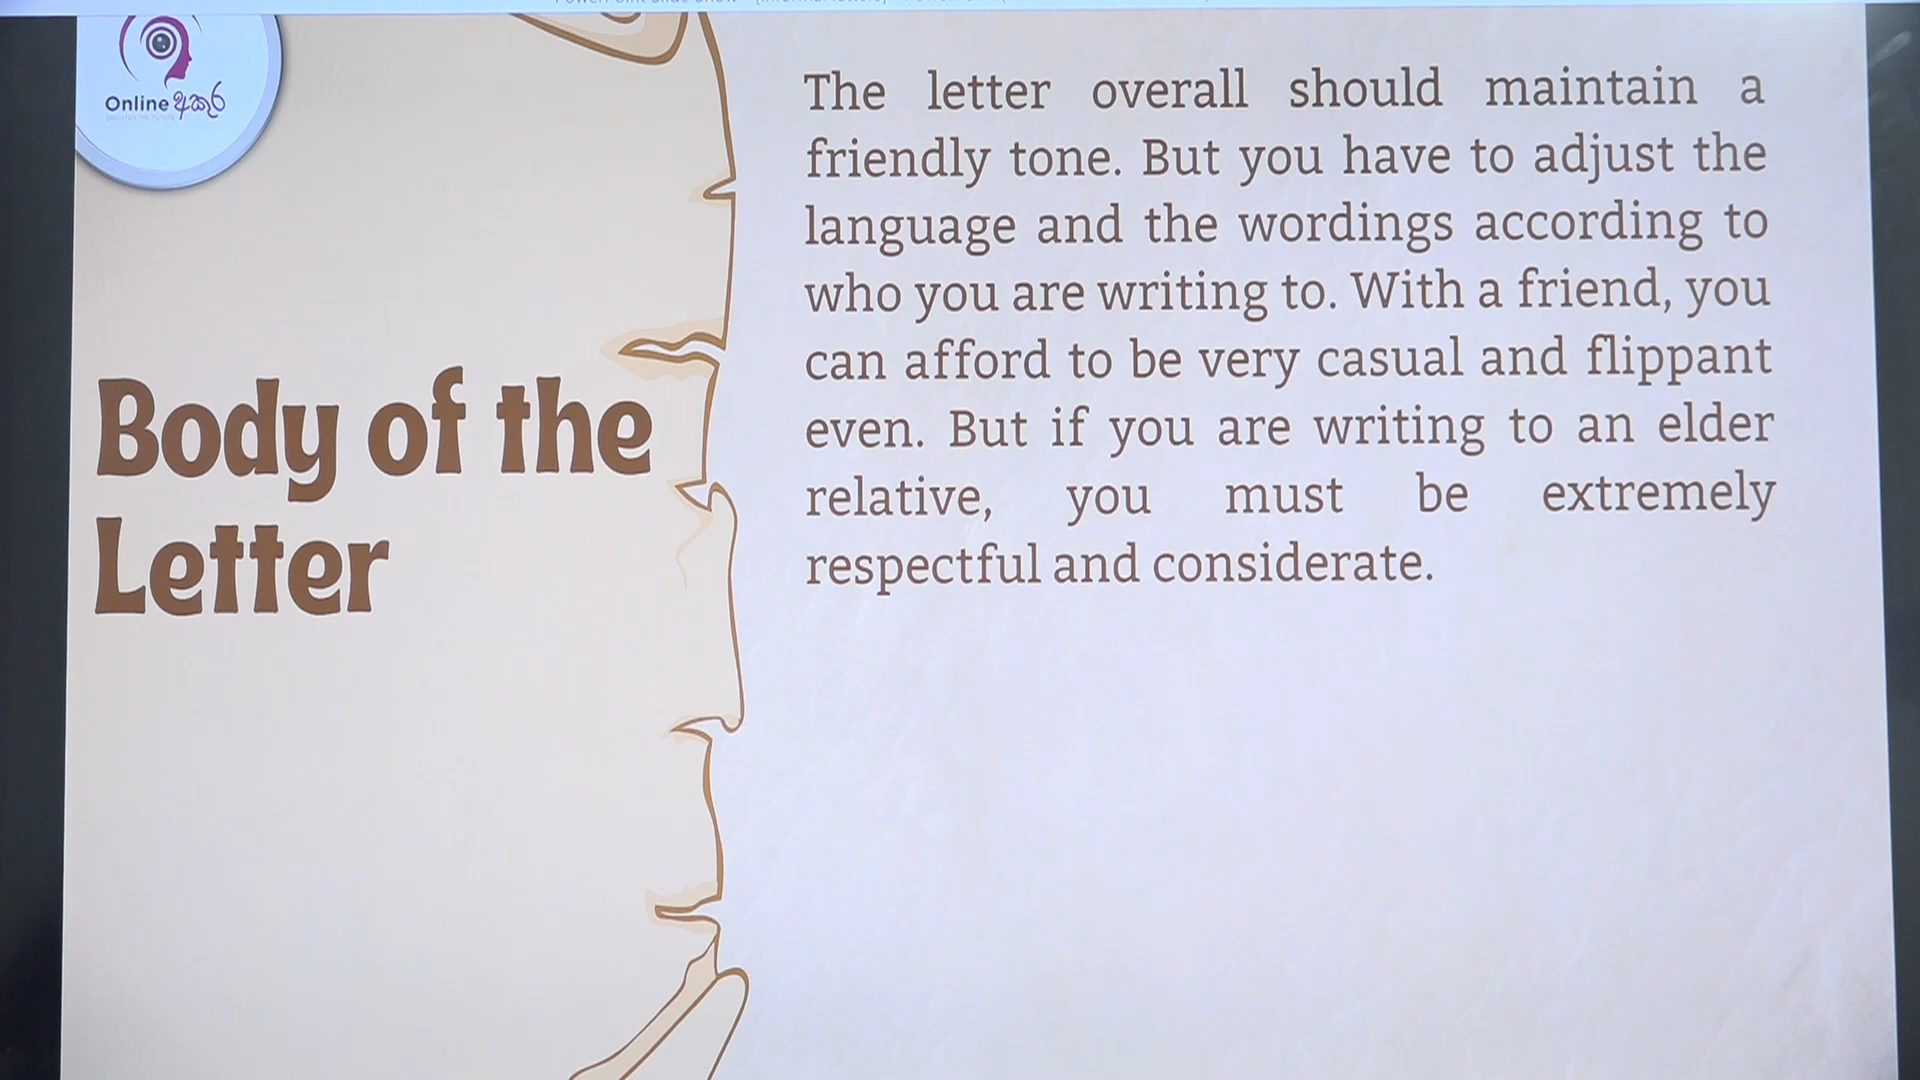 Online අකුර
Body of the
Letter
The letter overall should maintain a
friendly tone. But you have to adjust the
language and the wordings according to
who you are writing to. With a friend, you
can afford to be very casual and flippant
even. But if you are writing to an elder
relative, you must be extremely
respectful and considerate.